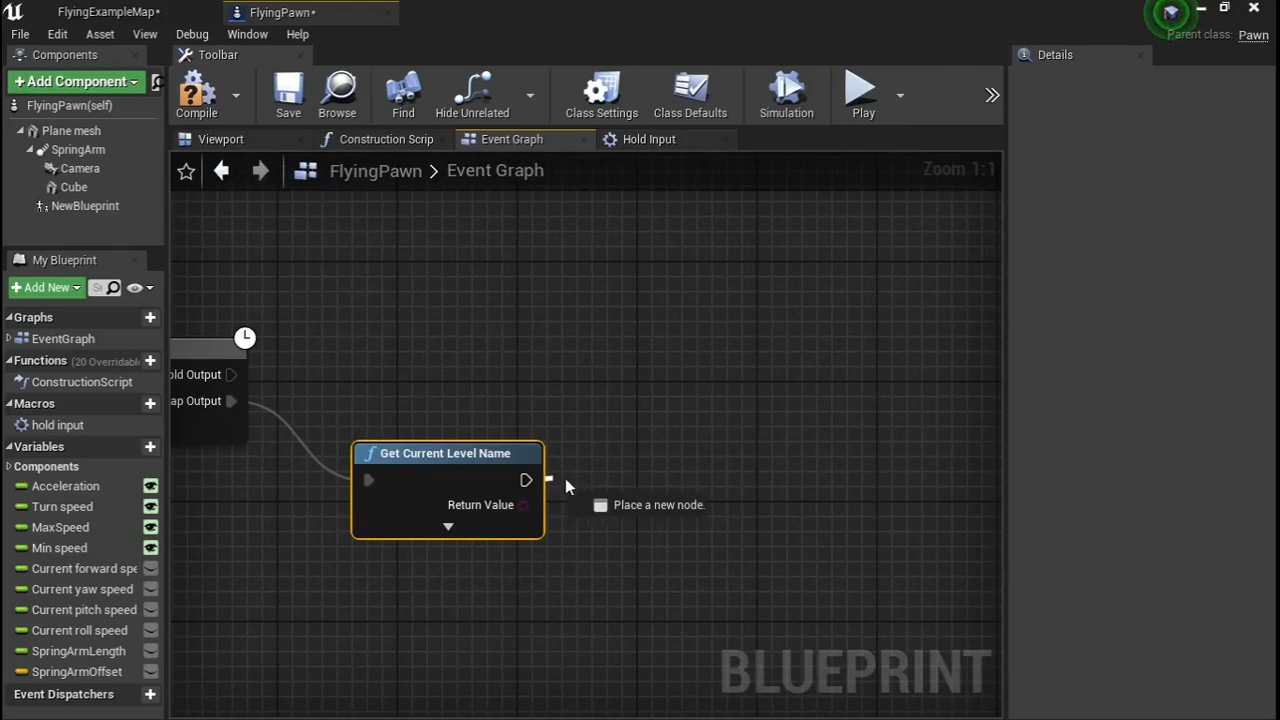 FlyingExampleMap•
FlyingPawn•
File Edit Asset View Debug Window Help
Parent class: Pawn
Components
Toolbar
Details
Add Component
FlyingPawn(self)
Plane mesh
SpringArm
Camera
Cube
NewBlueprint
Compile
Save
Browse
Find
Hide Unrelated
Class Settings
Class Defaults
Simulation
Play
Viewport
Construction Scrip
Event Graph
Hold Input
FlyingPawn > Event Graph
Zoom 1:1
My Blueprint
Add New
Graphs
EventGraph
Functions (20 Overridable
ConstructionScript
Macros
hold input
Variables
Components
Acceleration
Turn speed
MaxSpeed
Min speed
Current forward spe
Current yaw speed
Current pitch speed
Current roll speed
SpringArmLength
SpringArmOffset
Event Dispatchers
old Output
ap Output
Get Current Level Name
Return Value
Place a new node.
BLUEPRINT